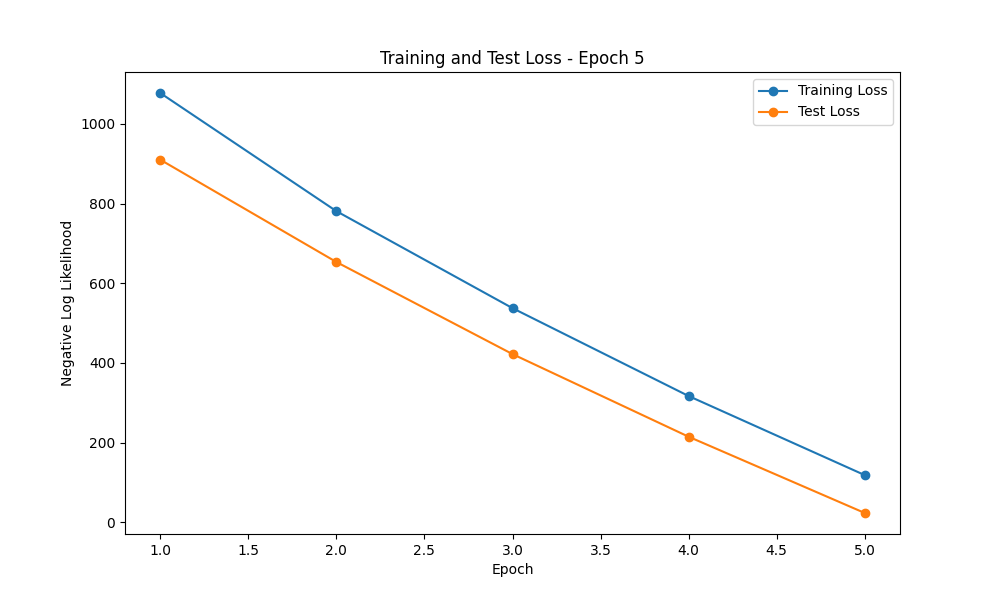 Training and Test Loss - Epoch 5
Training Loss
Test Loss
Negative Log Likelihood
1000
800
600
400
200
0
1.0 1.5 2.0 2.5 3.0 3.5 4.0 4.5 5.0
Epoch